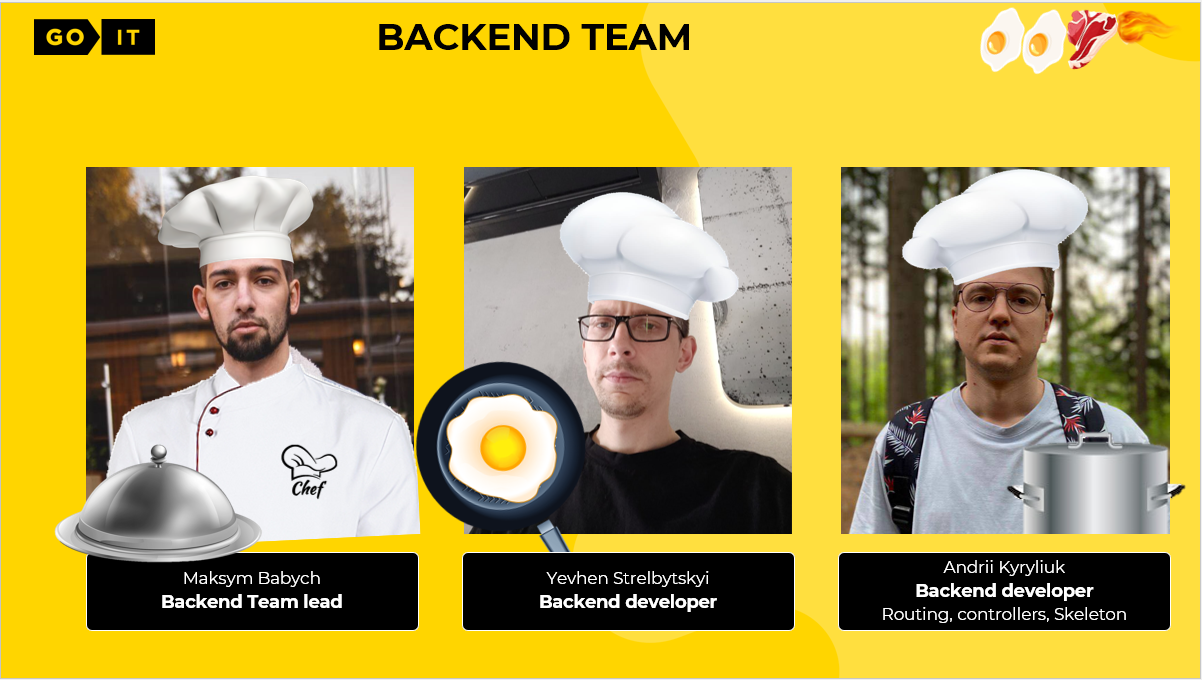 GO IT
BACKEND TEAM
Chef
Maksym Babych
Backend Team lead
Yevhen Strelbytskyi
Backend developer
Andrii Kyryliuk
Backend developer
Routing, controllers, Skeleton